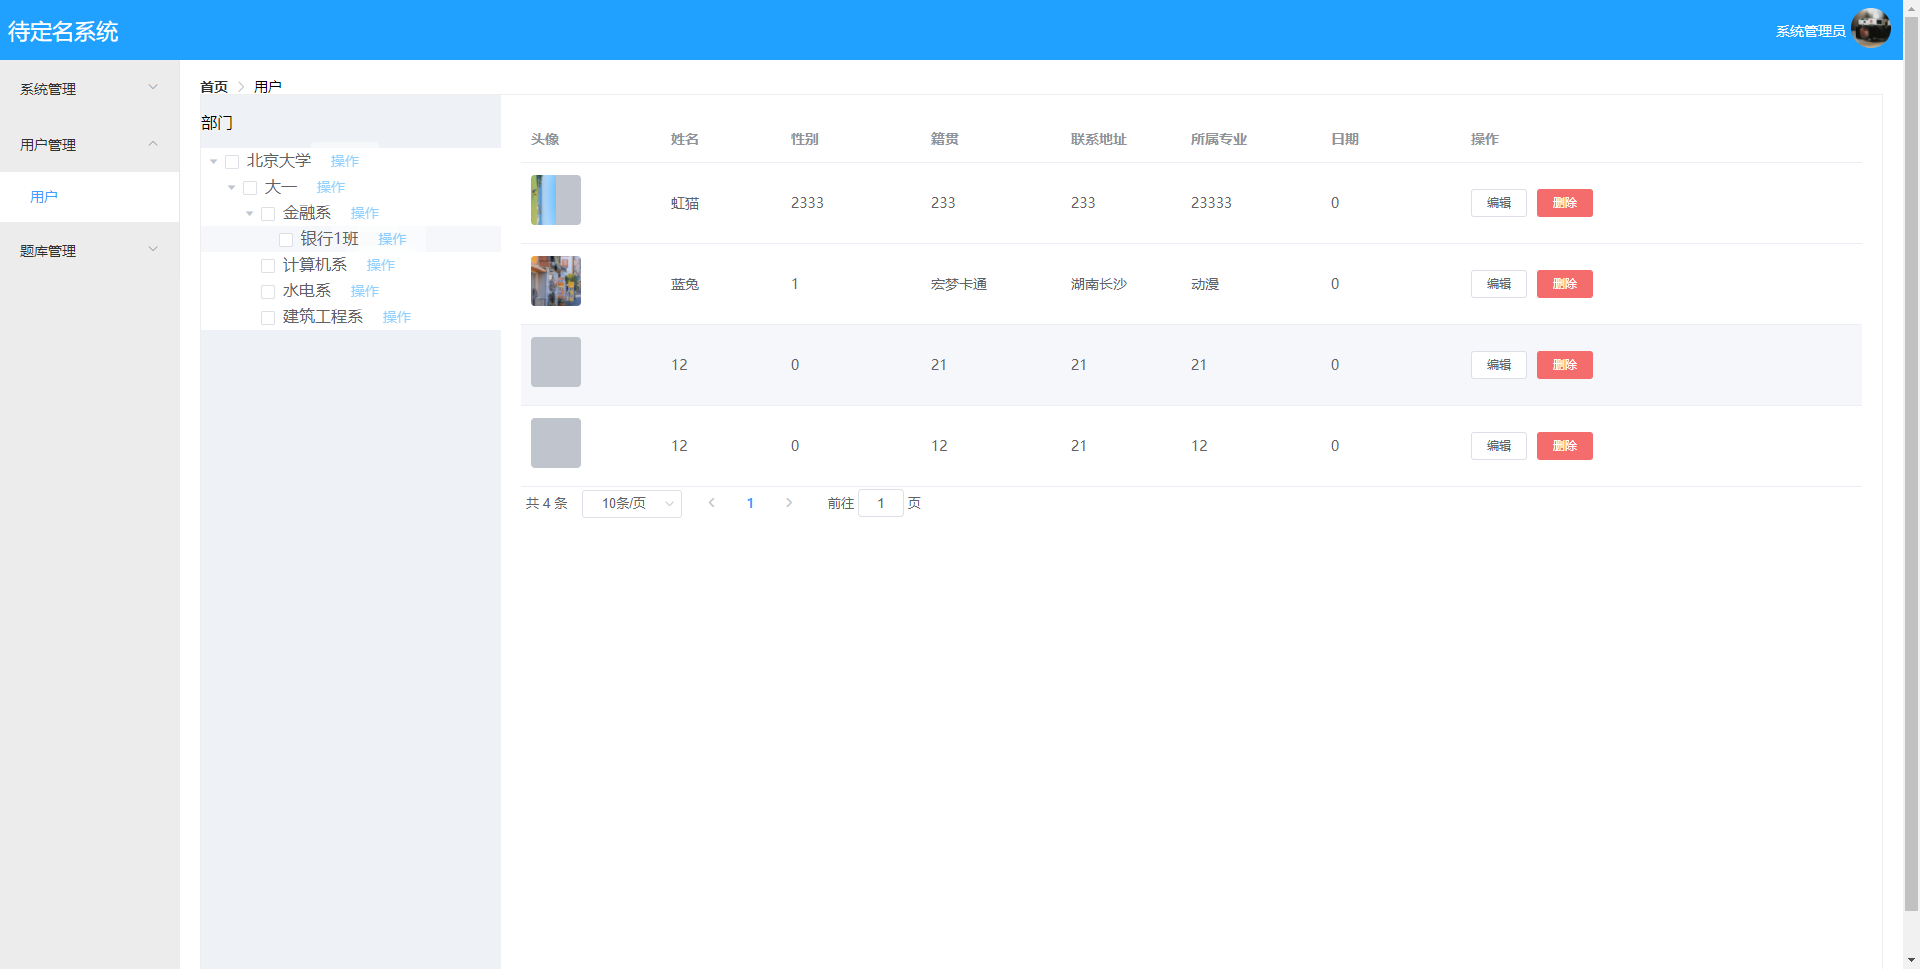 待定名系统
系统管理员
系统管理
用户管理
用户
题库管理
首页 用户
部门
北京大学 操作
大一 操作
金融系 操作
银行1班 操作
计算机系 操作
水电系 操作
建筑工程系 操作
头像 姓名 性别 籍贯 联系地址 所属专业 日期 操作
虹猫 2333 233 233 23333 0 编辑 删除
蓝兔 1 宏梦卡通 湖南长沙 动漫 0 编辑 删除
12 0 21 21 21 0 编辑 删除
12 0 12 21 12 0 编辑 删除
共 4 条 10条/页 1 前往 1 页